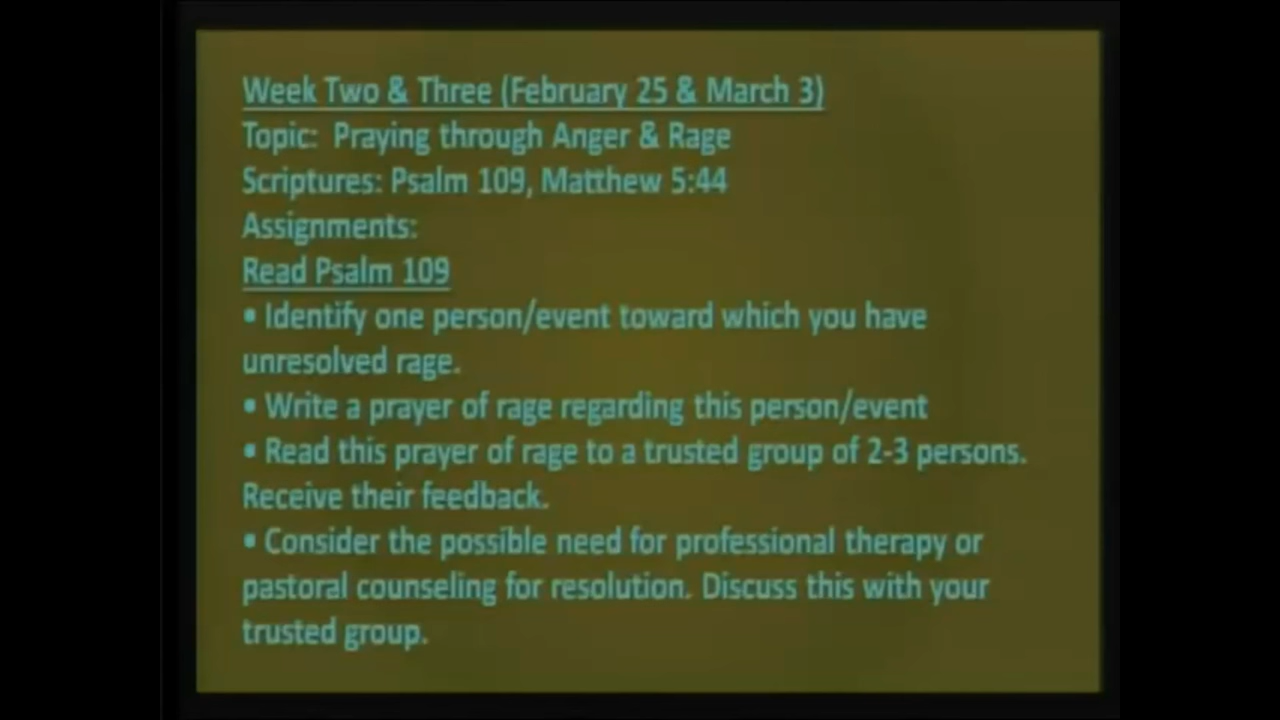 Week Two & Three (February 25 & March 3)
Topic:  Praying through Anger & Rage
Scriptures: Psalm 109, Matthew 5:44
Assignments:
Read Psalm 109
• Identify one person/event toward which you have
unresolved rage.
• Write a prayer of rage regarding this person/event
• Read this prayer of rage to a trusted group of 2-3 persons.
Receive their feedback.
• Consider the possible need for professional therapy or
pastoral counseling for resolution. Discuss this with your
trusted group.